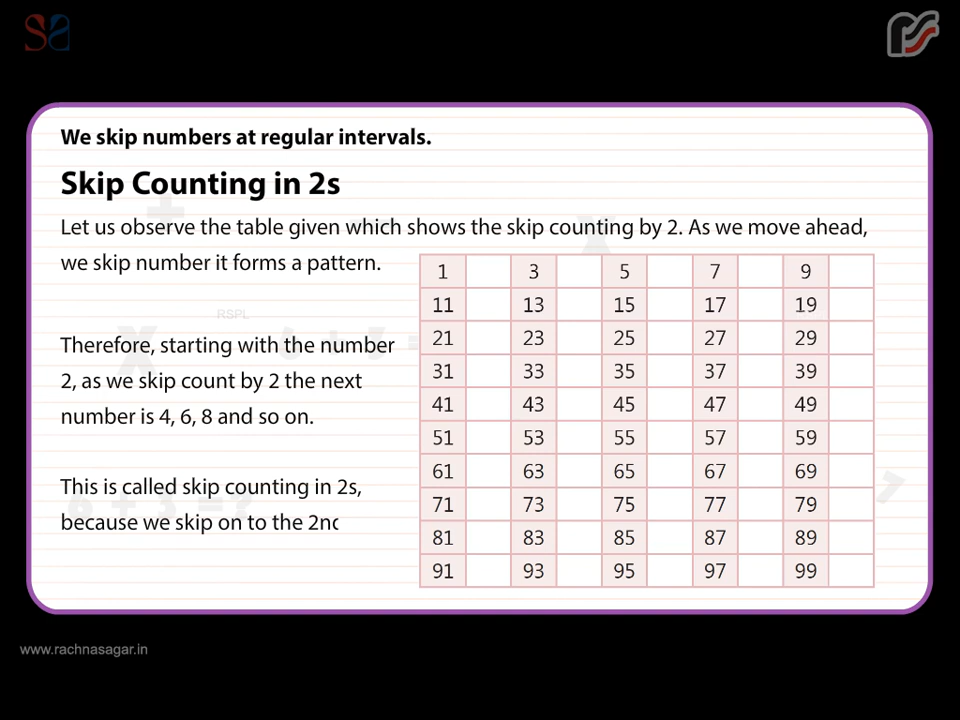 We skip numbers at regular intervals.
Skip Counting in 2s
Let us observe the table given which shows the skip counting by 2. As we move ahead,
we skip number it forms a pattern.
Therefore, starting with the number
2, as we skip count by 2 the next
number is 4, 6, 8 and so on.
This is called skip counting in 2s,
because we skip on to the 2nd
1 3 5 7 9
11 13 15 17 19
21 23 25 27 29
31 33 35 37 39
41 43 45 47 49
51 53 55 57 59
61 63 65 67 69
71 73 75 77 79
81 83 85 87 89
91 93 95 97 99
RSPL
www.rachnasagar.in